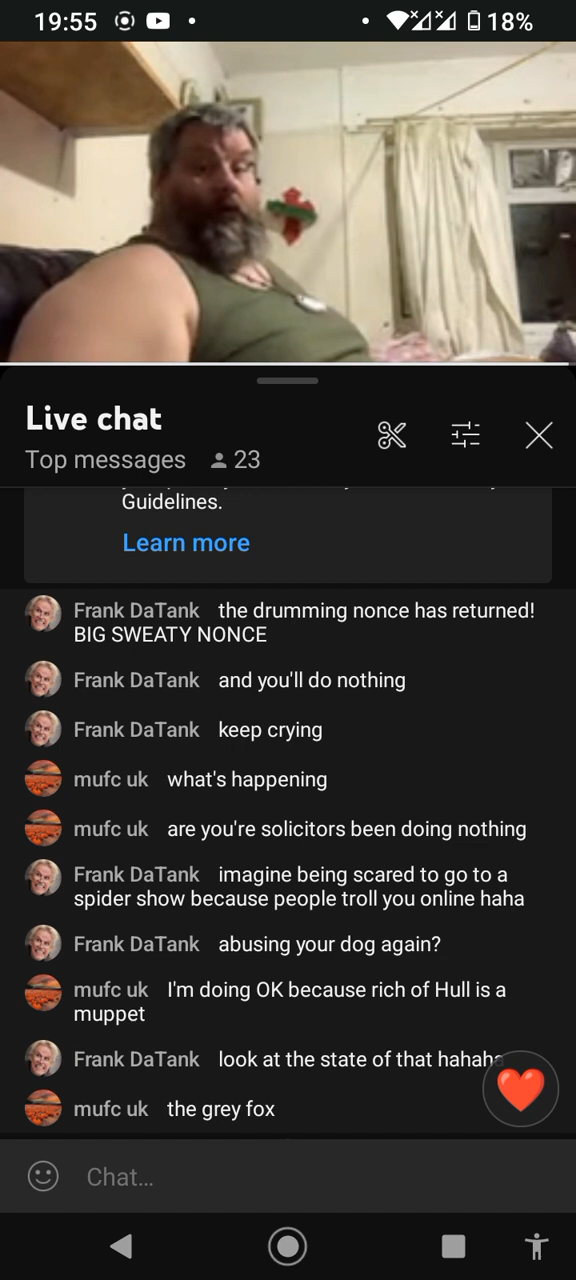 19:55
18%
Live chat
Top messages 23
Guidelines.
Learn more
Frank DaTank the drumming nonce has returned!
BIG SWEATY NONCE
Frank DaTank and you'll do nothing
Frank DaTank keep crying
mufc uk what's happening
mufc uk are you're solicitors been doing nothing
Frank DaTank imagine being scared to go to a
spider show because people troll you online haha
Frank DaTank abusing your dog again?
mufc uk I'm doing OK because rich of Hull is a
muppet
Frank DaTank look at the state of that hahaha
mufc uk the grey fox
Chat...